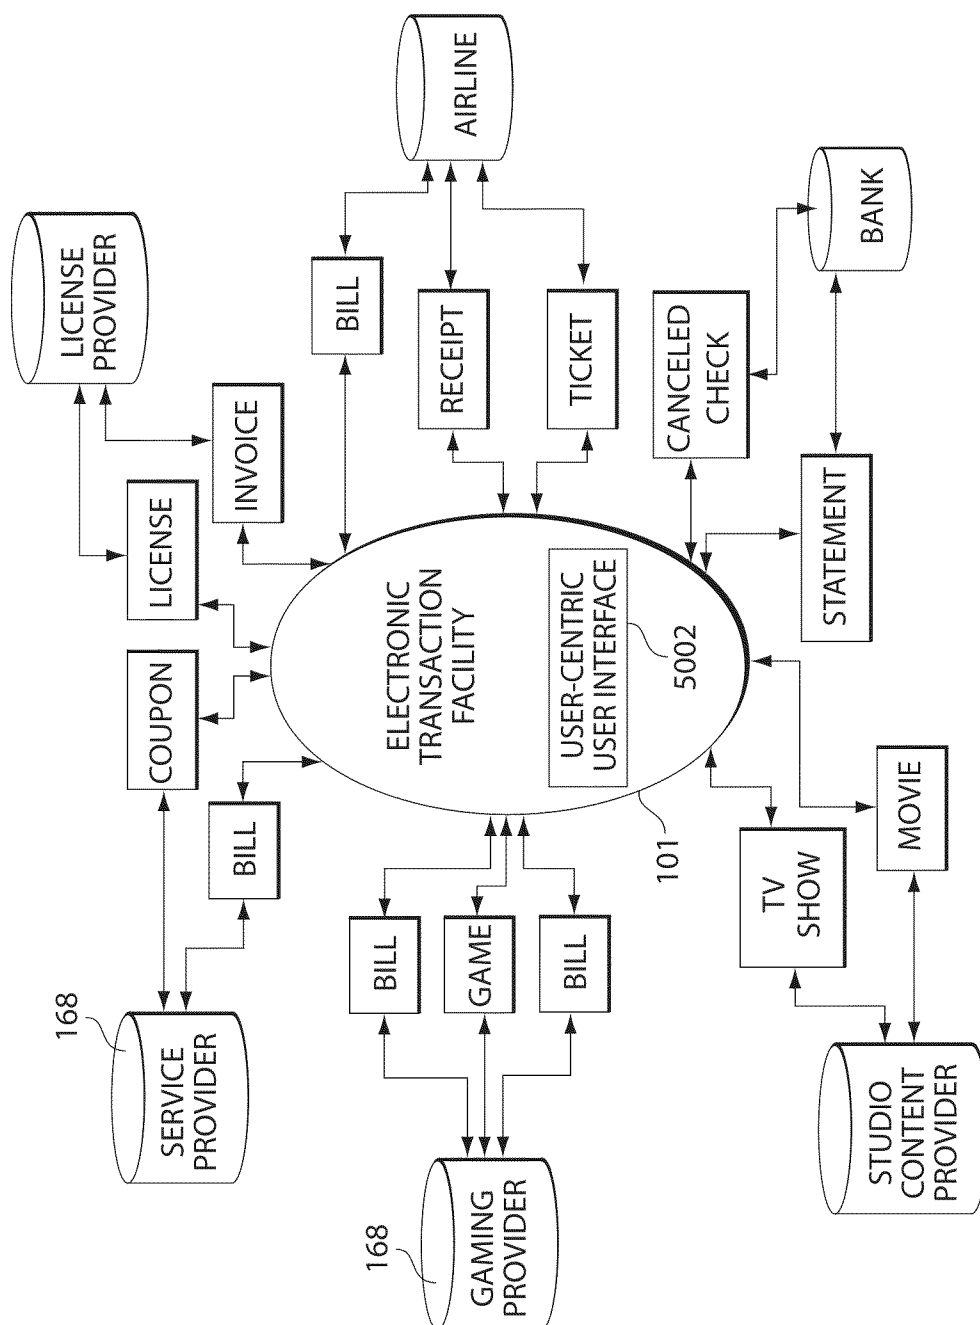 168
SERVICE
PROVIDER
COUPON
BILL
LICENSE
INVOICE
LICENSE
PROVIDER
168
GAMING
PROVIDER
BILL
GAME
BILL
ELECTRONIC
TRANSACTION
FACILITY
USER-CENTRIC
USER INTERFACE
5002
101
BILL
RECEIPT
TICKET
AIRLINE
STUDIO
CONTENT
PROVIDER
TV
SHOW
MOVIE
STATEMENT
CANCELED
CHECK
BANK